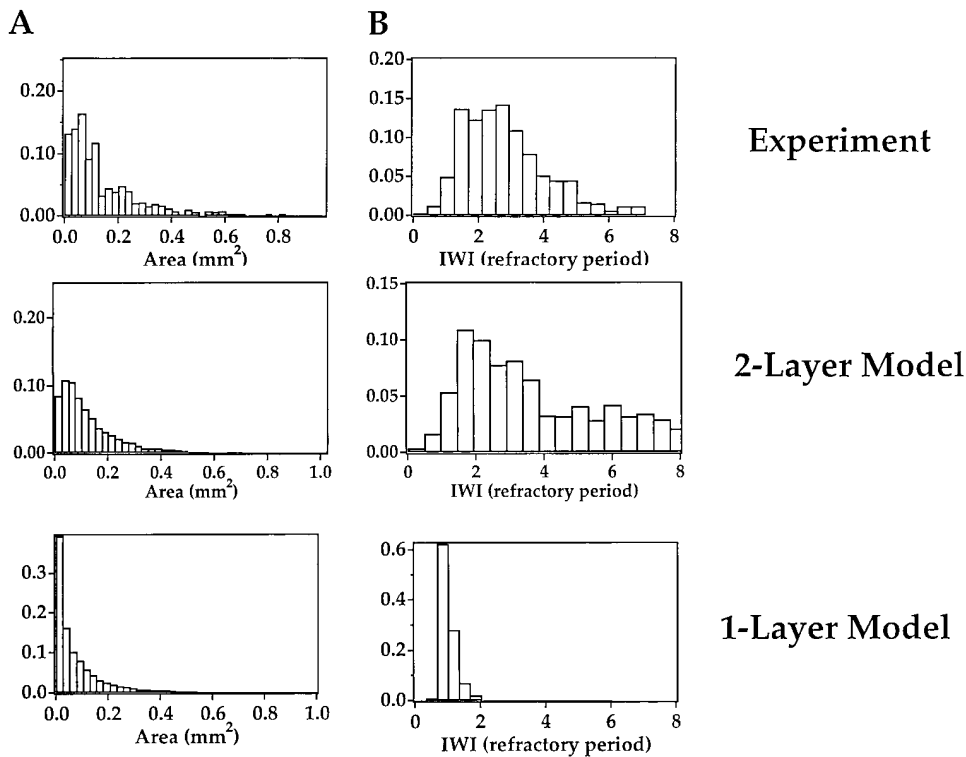 A
B
0.20
0.10
0.00
0.0 0.2 0.4 0.6 0.8
Area (mm²)
0.20
0.15
0.10
0.05
0.00
0 2 4 6 8
IWI (refractory period)
Experiment
0.20
0.10
0.00
0.0 0.2 0.4 0.6 0.8 1.0
Area (mm²)
0.15
0.10
0.05
0.00
0 2 4 6 8
IWI (refractory period)
2-Layer Model
0.3
0.2
0.1
0.0
0.0 0.2 0.4 0.6 0.8 1.0
Area (mm²)
0.6
0.4
0.2
0.0
0 2 4 6 8
IWI (refractory period)
1-Layer Model